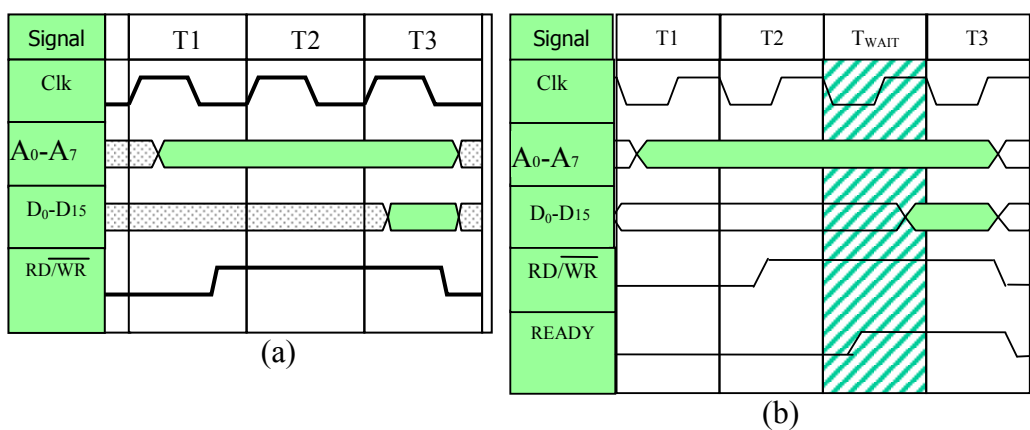 Signal T1 T2 T3
Clk
A0-A7
D0-D15
RD/WR
(a)
Signal T1 T2 TWAIT T3
Clk
A0-A7
D0-D15
RD/WR
READY
(b)